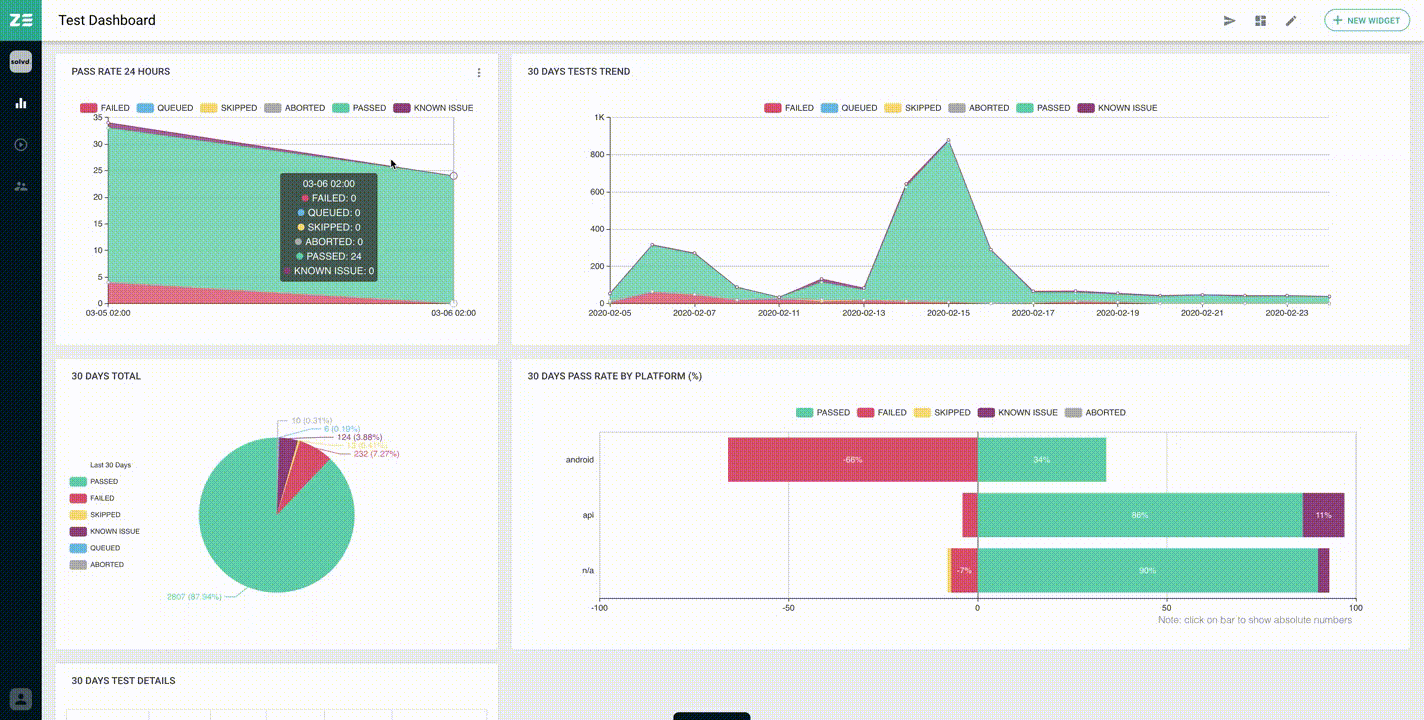 ZE
Test Dashboard
NEW WIDGET
solvd
PASS RATE 24 HOURS
FAILED QUEUED SKIPPED ABORTED PASSED KNOWN ISSUE
35
30
25
20
15
10
5
0
03-05 02:00 03-06 02:00
03-06 02:00
FAILED: 0
QUEUED: 0
SKIPPED: 0
ABORTED: 0
PASSED: 24
KNOWN ISSUE: 0
30 DAYS TESTS TREND
FAILED QUEUED SKIPPED ABORTED PASSED KNOWN ISSUE
1K
800
600
400
200
0
2020-02-05 2020-02-07 2020-02-11 2020-02-13 2020-02-15 2020-02-17 2020-02-19 2020-02-21 2020-02-23
30 DAYS TOTAL
Last 30 Days
PASSED
FAILED
SKIPPED
KNOWN ISSUE
QUEUED
ABORTED
10 (0.31%)
6 (0.19%)
124 (3.88%)
232 (7.27%)
2807 (87.94%)
30 DAYS PASS RATE BY PLATFORM (%)
PASSED FAILED SKIPPED KNOWN ISSUE ABORTED
android -66% 34%
api 86% 11%
n/a -7% 90%
-100 -50 0 50 100
Note: click on bar to show absolute numbers
30 DAYS TEST DETAILS